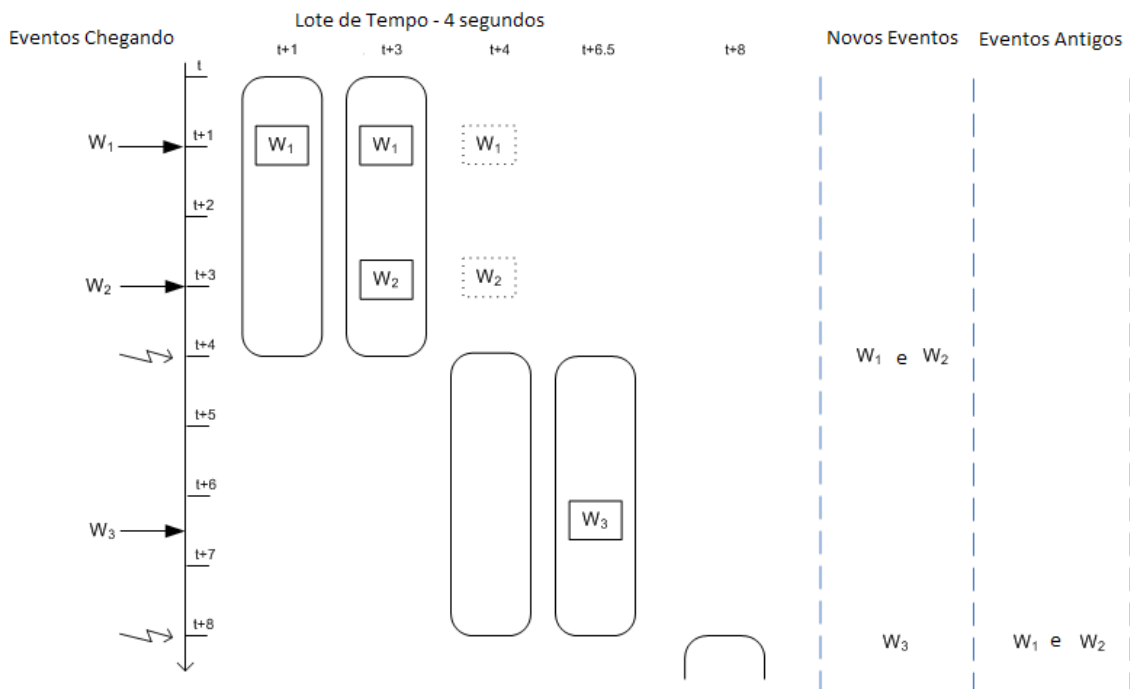 Lote de Tempo - 4 segundos
Eventos Chegando
Novos Eventos
Eventos Antigos
t+1 t+3 t+4 t+6.5 t+8
t
W₁ t+1 W₁ W₁ W₁
t+2
W₂ t+3 W₂ W₂
t+4 W₁ e W₂
t+5
t+6
W₃ W₃
t+7
t+8 W₃ W₁ e W₂